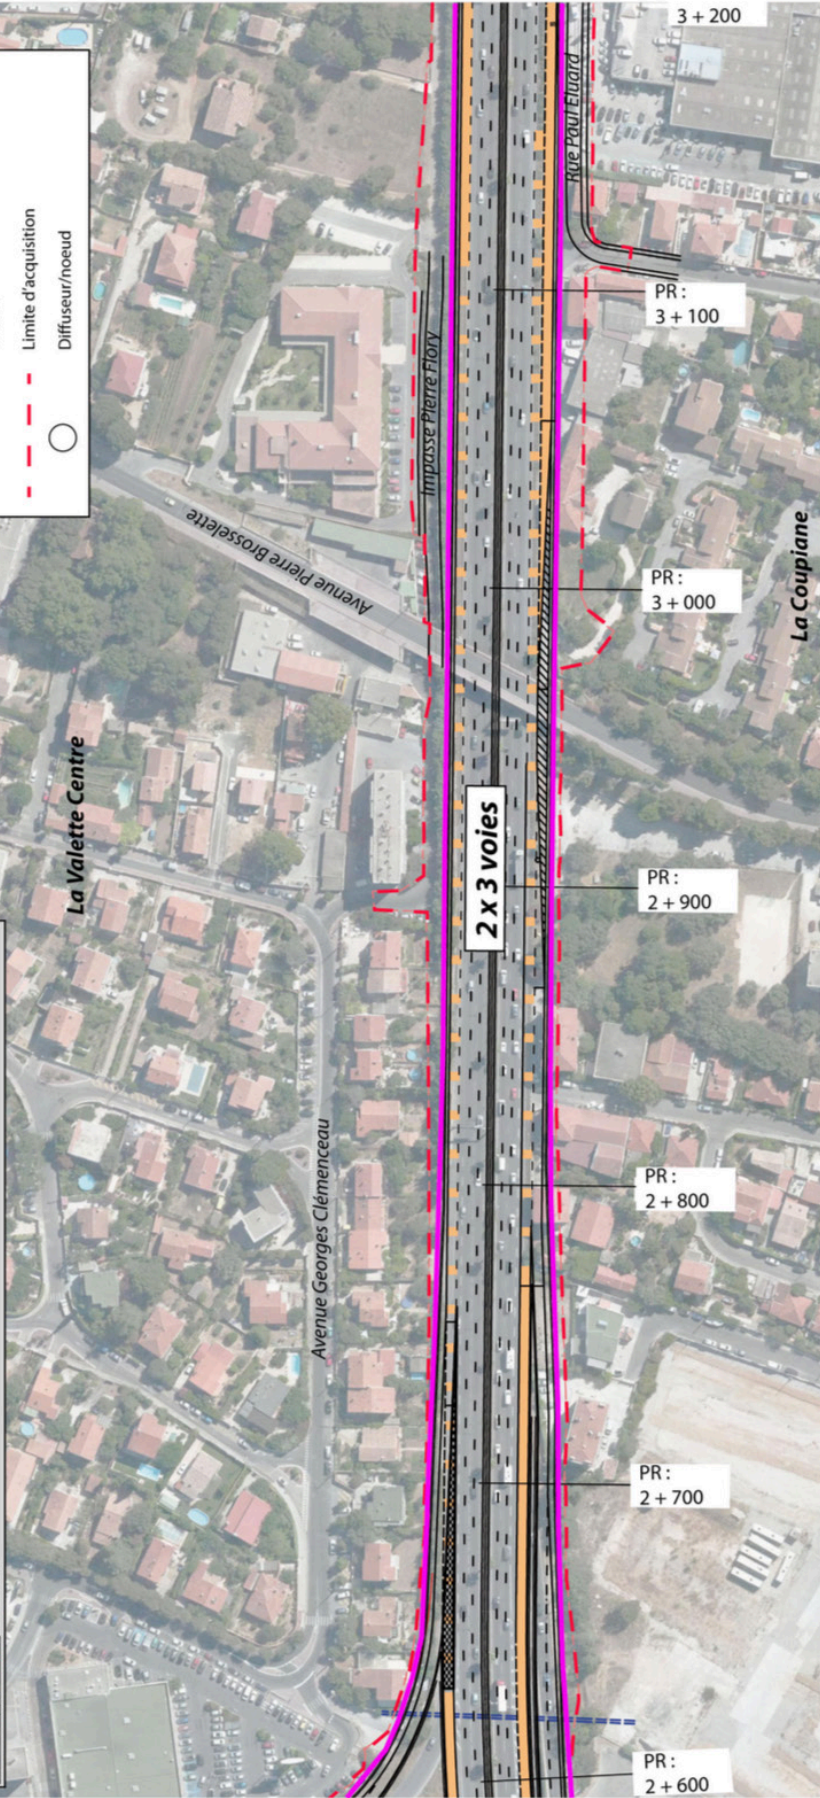 3 + 200
Rue Paul Eluard
Limite d'acquisition
Diffuseur/noeud
PR :
3 + 100
Impasse Pierre Flory
Avenue Pierre Brosselette
PR :
3 + 000
La Coupiane
La Valette Centre
2 x 3 voies
PR :
2 + 900
Avenue Georges Clémenceau
PR :
2 + 800
PR :
2 + 700
PR :
2 + 600